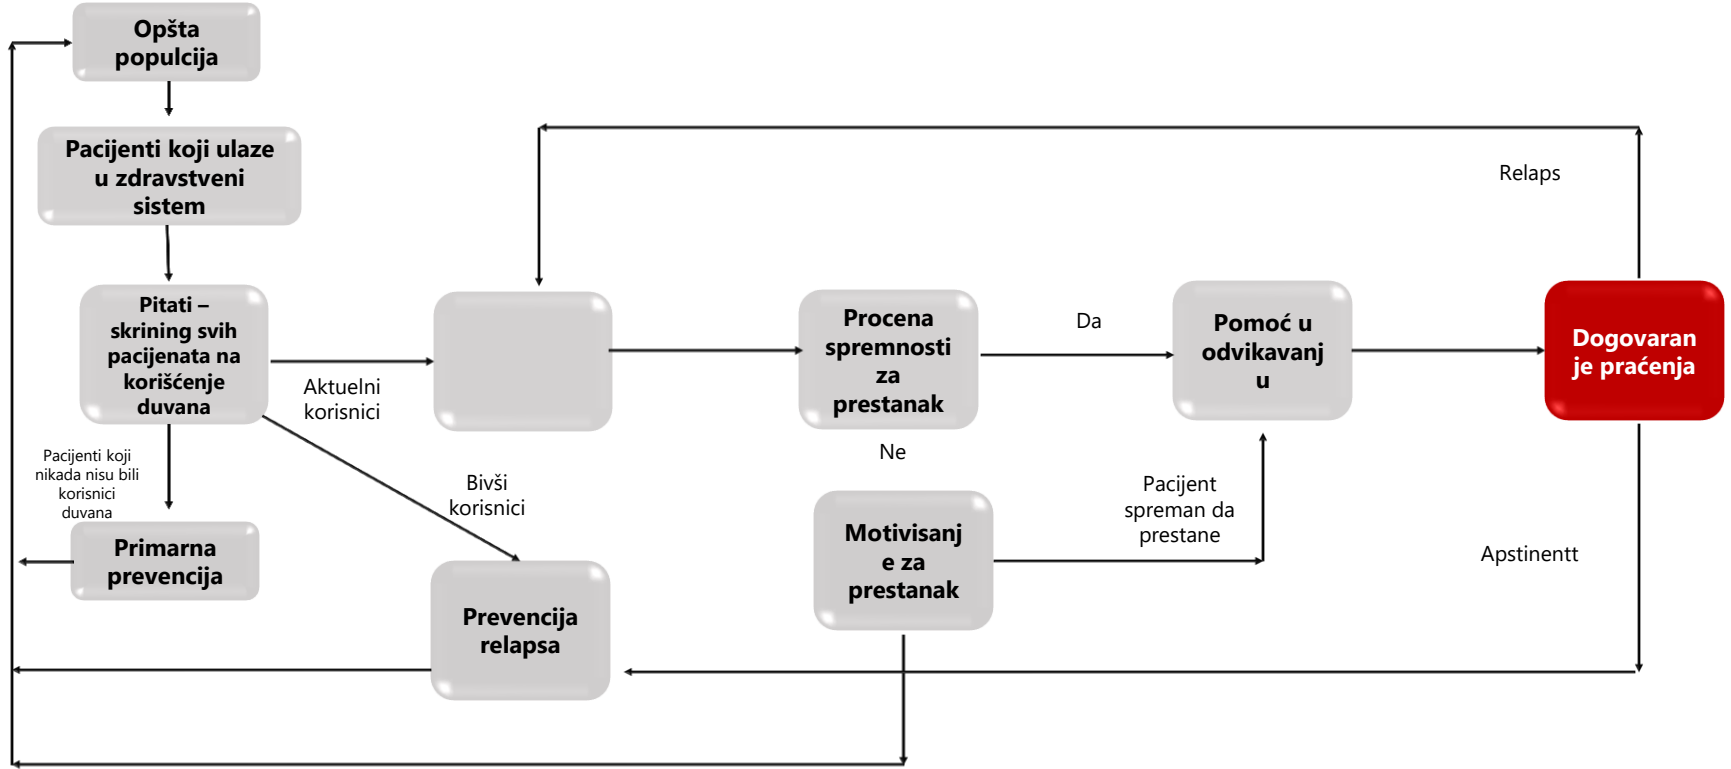 Opšta
populcija
Pacijenti koji ulaze
u zdravstveni
sistem
Relaps
Pitati –
skrining svih
pacijenata na
korišćenje
duvana
Aktuelni
korisnici
Procena
spremnosti
za
prestanak
Da
Pomoć u
odvikavanj
u
Dogovaran
je praćenja
Pacijenti koji
nikada nisu bili
korisnici
duvana
Bivši
korisnici
Ne
Pacijent
spreman da
prestane
Primarna
prevencija
Motivisanj
e za
prestanak
Apstinentt
Prevencija
relapsa